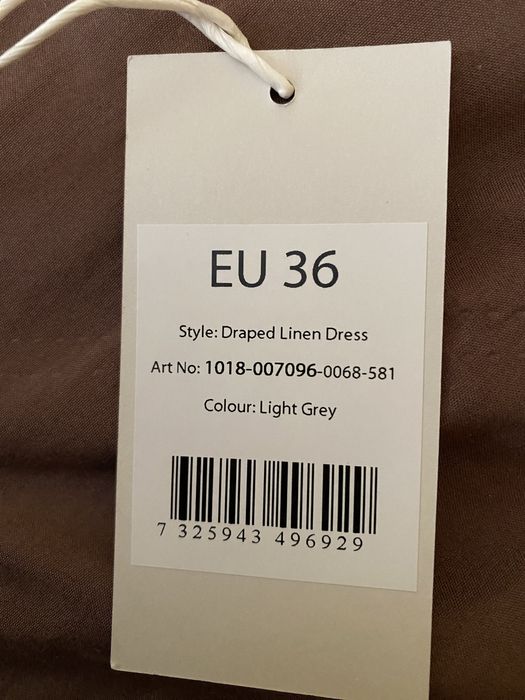 EU 36
Style: Draped Linen Dress
Art No: 1018-007096-0068-581
Colour: Light Grey
7 325943 496929